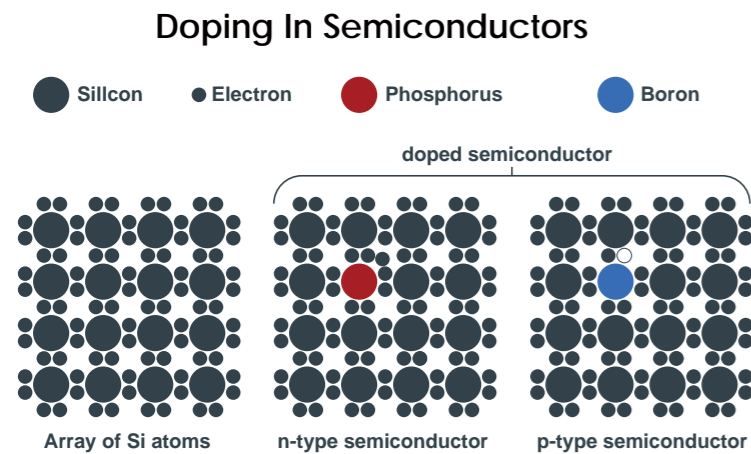 Doping In Semiconductors
Sillcon
Electron
Phosphorus
Boron
doped semiconductor
Array of Si atoms
n-type semiconductor
p-type semiconductor